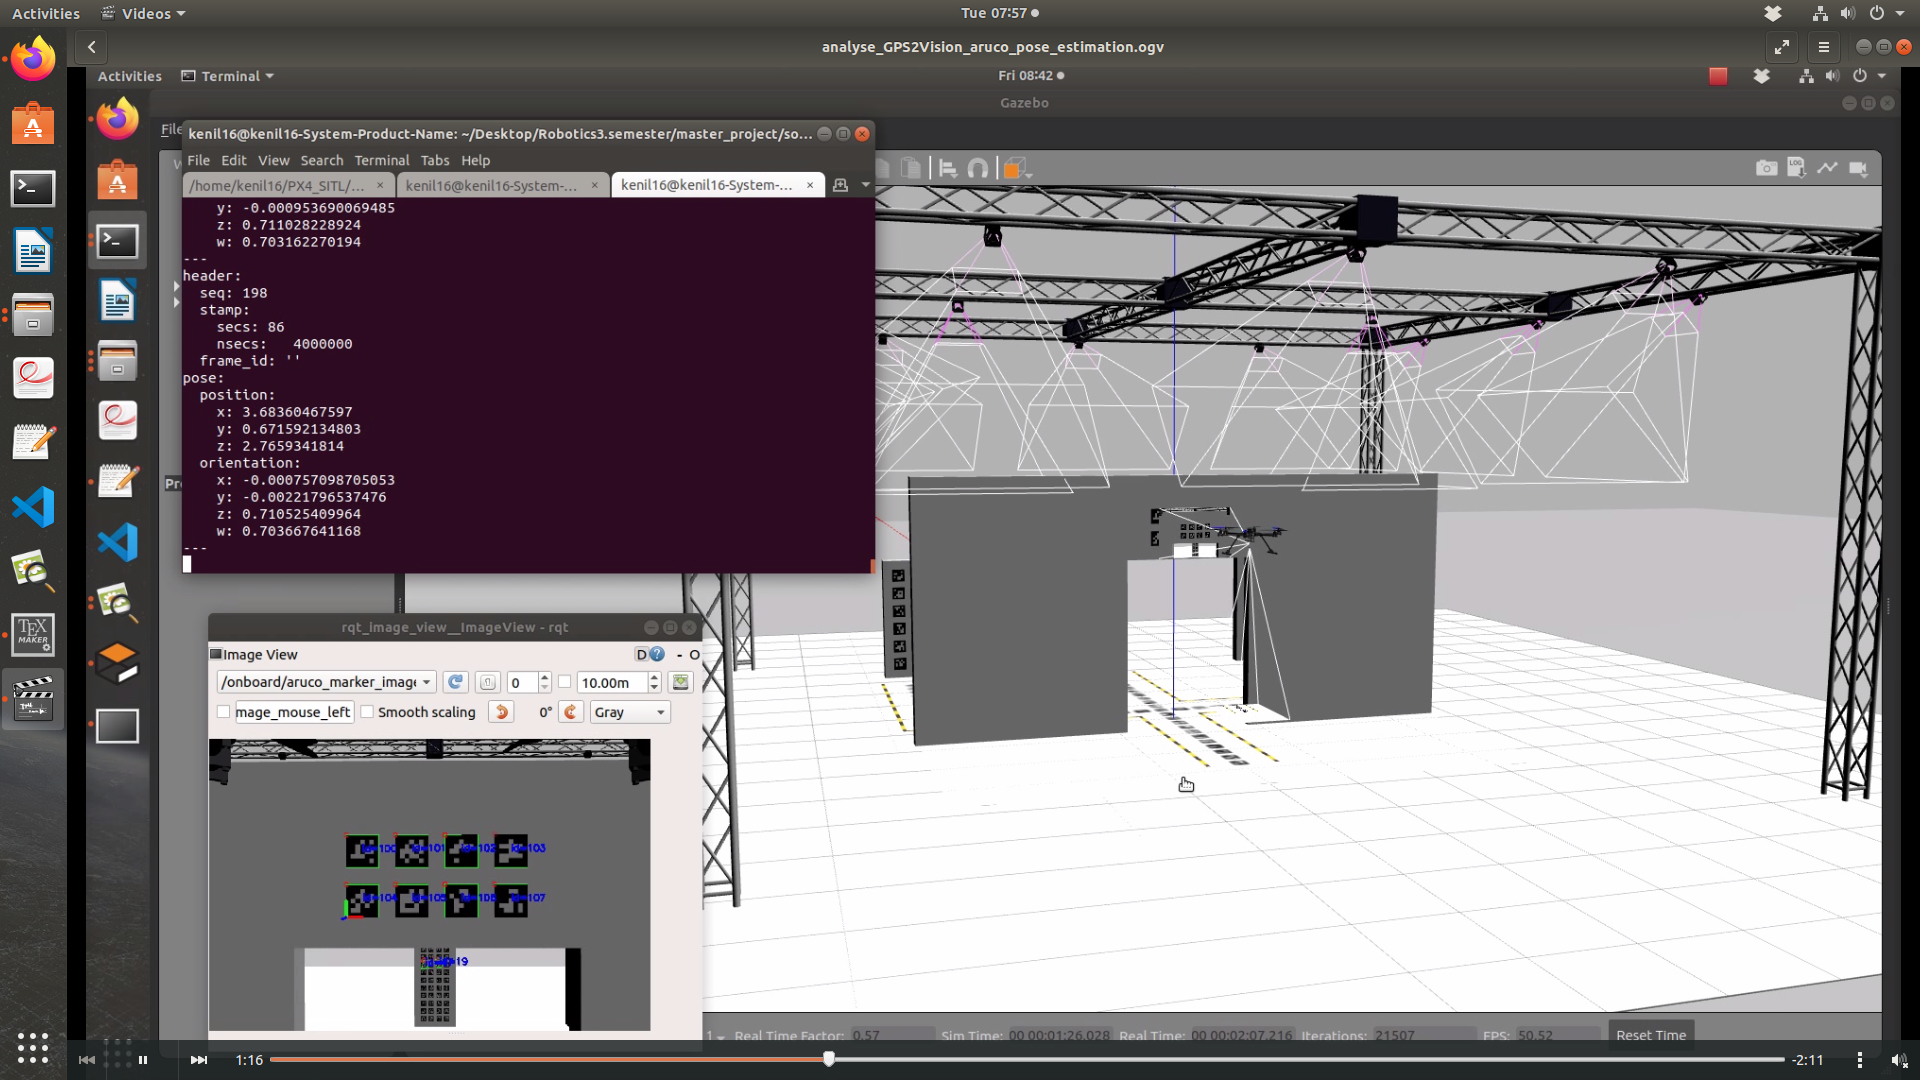 Activities
Videos
Tue 07:57
analyse_GPS2Vision_aruco_pose_estimation.ogv
Activities
Terminal
Fri 08:42
Gazebo
File
kenil16@kenil16-System-Product-Name: ~/Desktop/Robotics3.semester/master_project/so...
File Edit View Search Terminal Tabs Help
/home/kenil16/PX4_SITL/... ×
kenil16@kenil16-System-... ×
kenil16@kenil16-System-... ×
LOG
y: -0.000953690069485
z: 0.711028228924
w: 0.703162270194
---
header:
seq: 198
stamp:
secs: 86
nsecs: 4000000
frame_id: ''
pose:
position:
x: 3.68360467597
y: 0.671592134803
z: 2.7659341814
orientation:
x: -0.000757098705053
y: -0.00221796537476
z: 0.710525409964
w: 0.703667641168
---
Pr
rqt_image_view__ImageView - rqt
Image View
D ? - O
/onboard/aruco_marker_image
0
10.00m
mage_mouse_left
Smooth scaling
0°
Gray
id=100 id=101 id=102 id=103
id=104 id=105 id=106 id=107
TEX
MAKER
1
Real Time Factor: 0.57
Sim Time: 00 00:01:26.028
Real Time: 00 00:02:07.216
Iterations: 21507
FPS: 50.52
Reset Time
1:16
-2:11